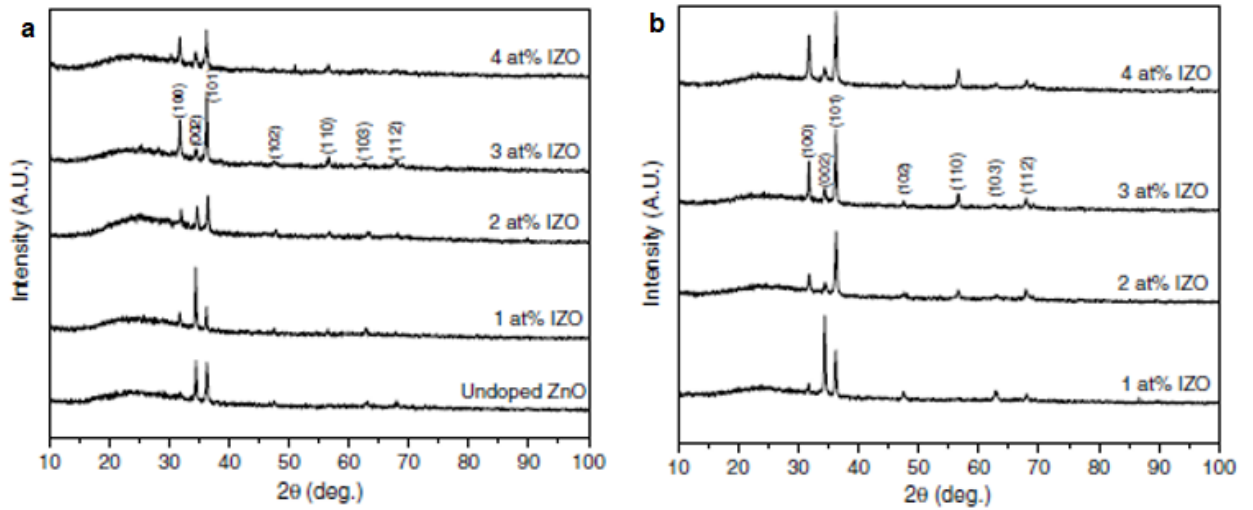 a
4 at% IZO
(100)
(002)
(101)
(102)
(110)
(103)
(112)
3 at% IZO
2 at% IZO
1 at% IZO
Undoped ZnO
Intensity (A.U.)
10 20 30 40 50 60 70 80 90 100
2θ (deg.)
b
4 at% IZO
(100)
(002)
(101)
(102)
(110)
(103)
(112)
3 at% IZO
2 at% IZO
1 at% IZO
Intensity (A.U.)
10 20 30 40 50 60 70 80 90 100
2θ (deg.)